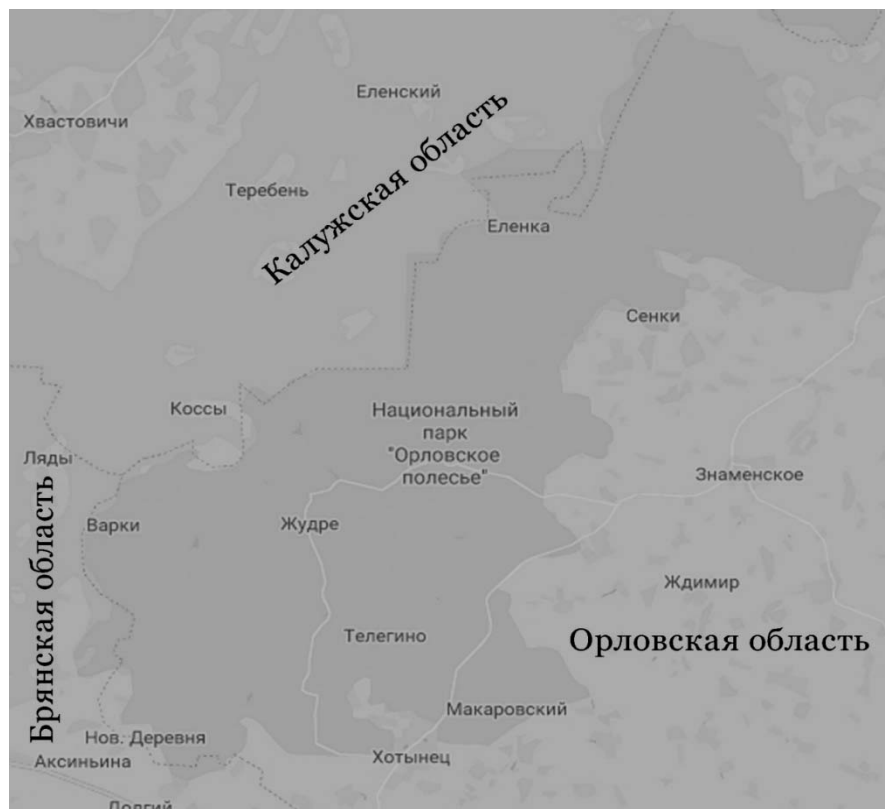 Еленский
Хвастовичи
Калужская область
Теребень
Еленка
Сенки
Коссы
Национальный
парк
"Орловское
полесье"
Ляды
Знаменское
Варки
Жудре
Брянская область
Ждимир
Телегино
Орловская область
Макаровский
Нов. Деревня
Аксиньина
Хотынец
Долгий